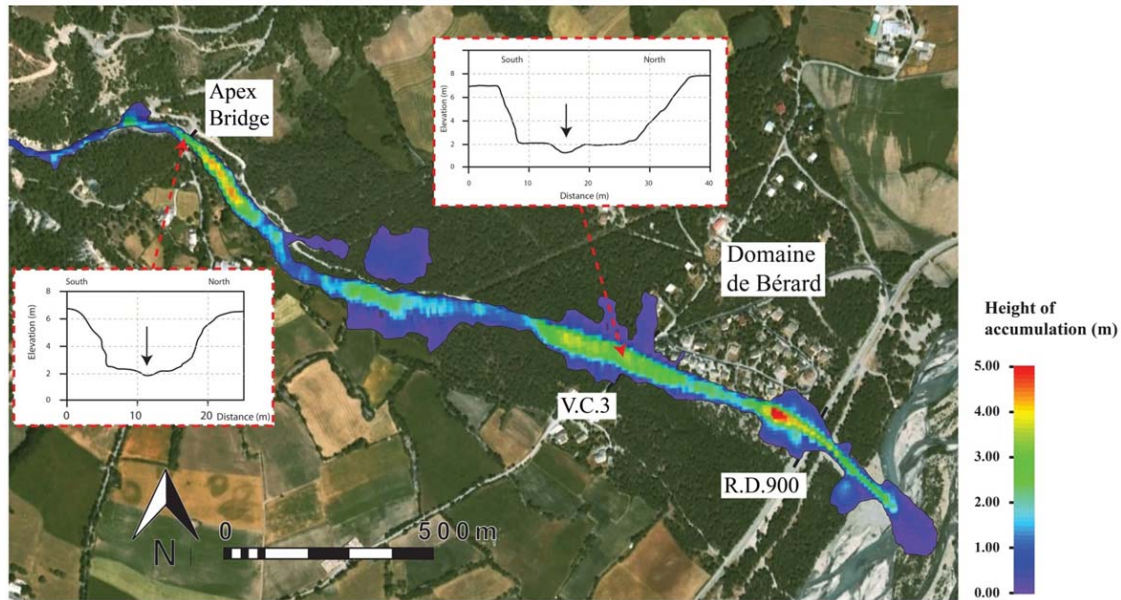 Apex
Bridge
South
North
Elevation (m)
8
6
4
2
0
0
10
20
30
40
Distance (m)
Domaine
de Bérard
South
North
Elevation (m)
8
6
4
2
0
0
10
20
Distance (m)
V.C.3
R.D.900
N
0
500m
Height of
accumulation (m)
5.00
4.00
3.00
2.00
1.00
0.00